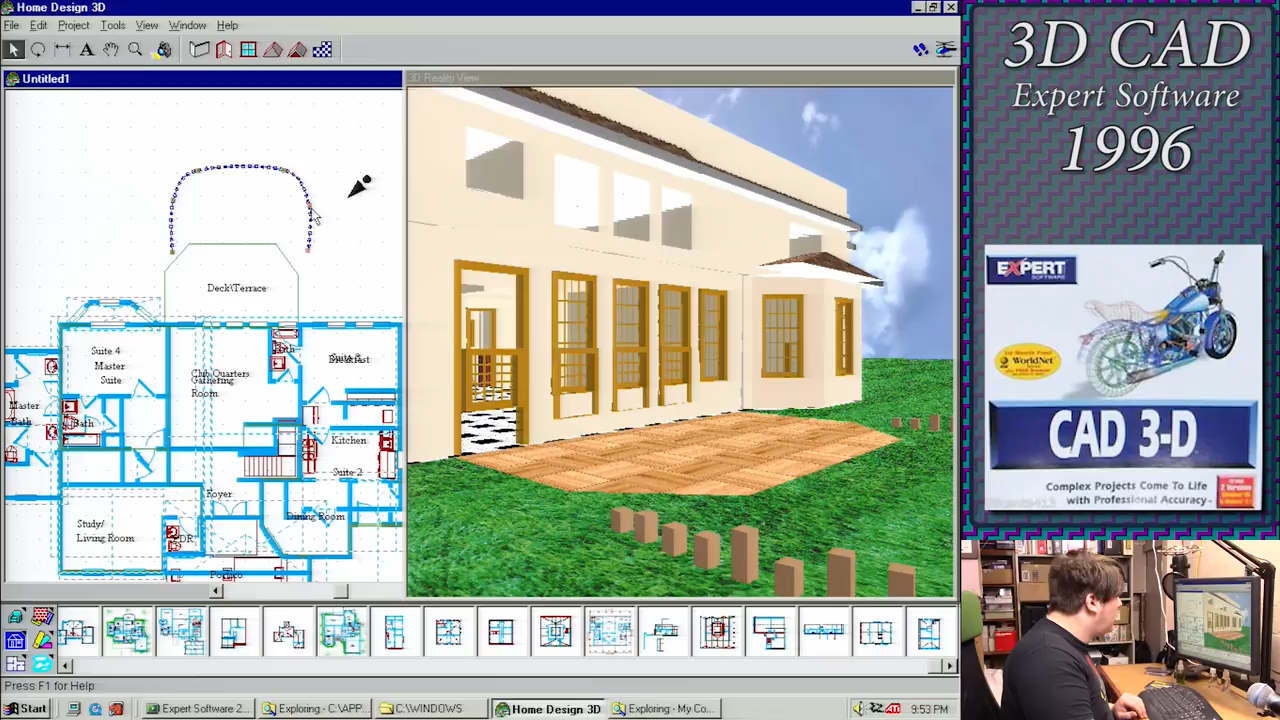 Home Design 3D
File Edit Project Tools View Window Help
Untitled1
3D Reality View
Deck\Terrace
Suite 4
Master
Suite
Club Quarters
Gathering
Room
Master
Bath
Bath
Kitchen
Suite 2
Foyer
Dining Room
Study/
Living Room
Portico
Press F1 for Help
Start
Expert Software 2...
Exploring - C:\APP...
C:\WINDOWS
Home Design 3D
Exploring - My Co...
9:53 PM
3D CAD
Expert Software
1996
EXPERT
SOFTWARE
WorldNet
CAD 3-D
Complex Projects Come To Life
with Professional Accuracy